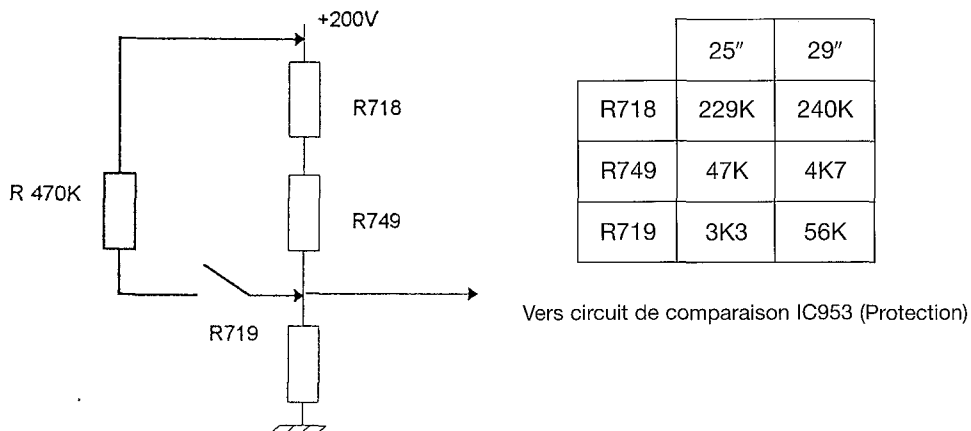 +200V
R718
R 470K
R749
R719
25" 29"
R718 229K 240K
R749 47K 4K7
R719 3K3 56K
Vers circuit de comparaison IC953 (Protection)